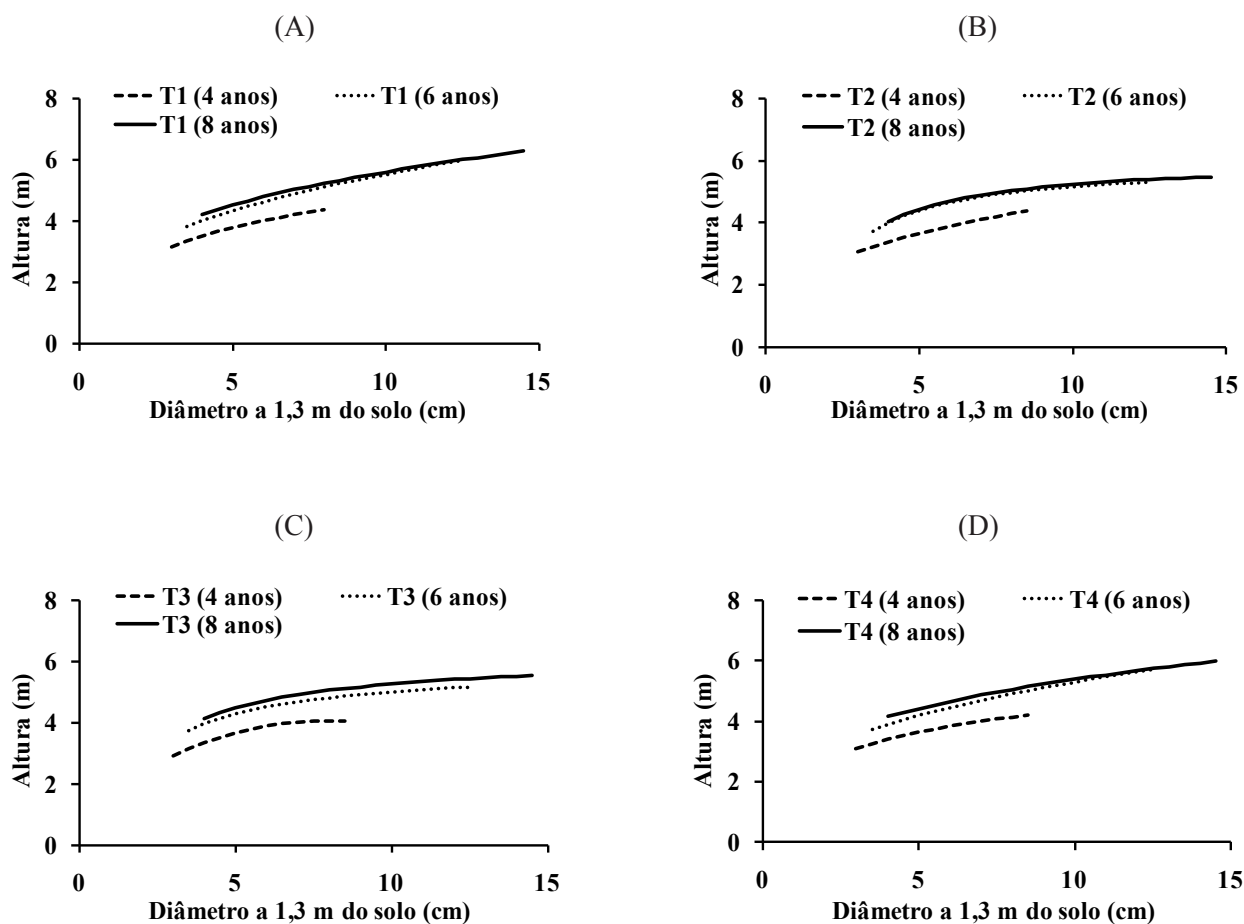 (A)
T1 (4 anos) T1 (6 anos)
T1 (8 anos)
8
6
4
2
0
Altura (m)
0 5 10 15
Diâmetro a 1,3 m do solo (cm)
(B)
T2 (4 anos) T2 (6 anos)
T2 (8 anos)
8
6
4
2
0
Altura (m)
0 5 10 15
Diâmetro a 1,3 m do solo (cm)
(C)
T3 (4 anos) T3 (6 anos)
T3 (8 anos)
8
6
4
2
0
Altura (m)
0 5 10 15
Diâmetro a 1,3 m do solo (cm)
(D)
T4 (4 anos) T4 (6 anos)
T4 (8 anos)
8
6
4
2
0
Altura (m)
0 5 10 15
Diâmetro a 1,3 m do solo (cm)